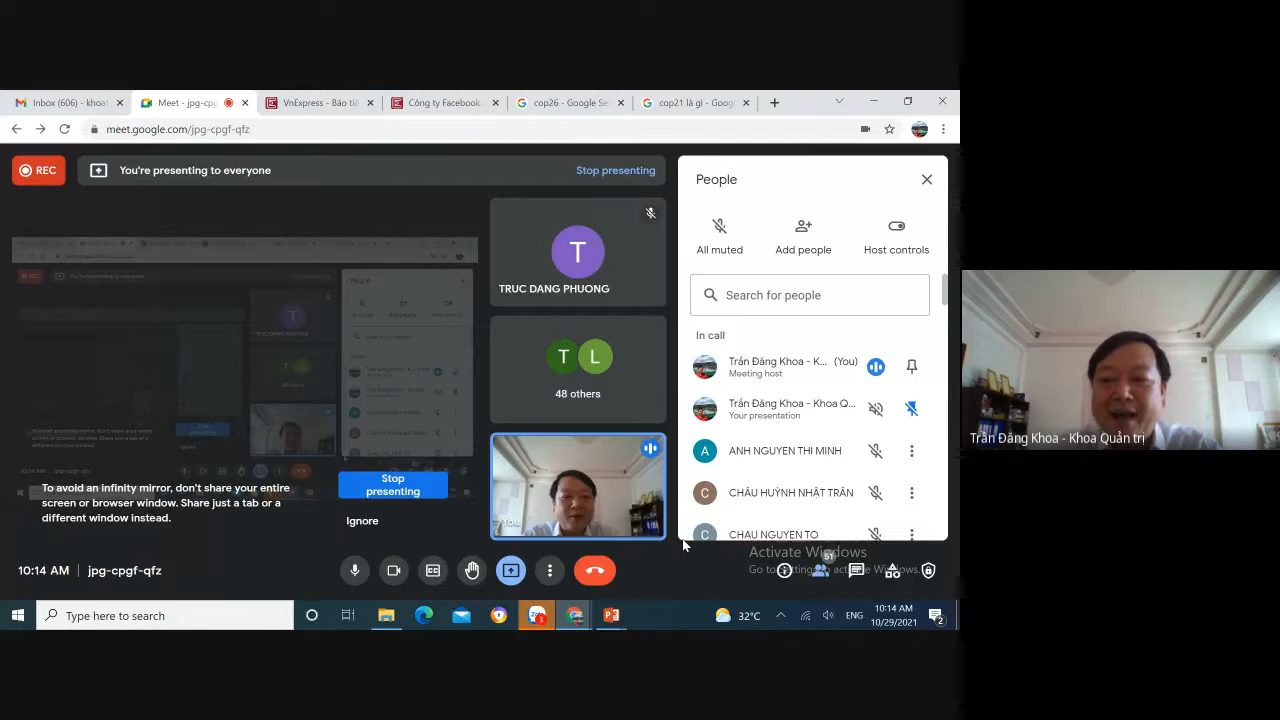 Inbox (606) - khoat
Meet - jpg-cpg
VnExpress - Báo tiế
Công ty Facebook
cop26 - Google Se
cop21 là gì - Goog
meet.google.com/jpg-cpgf-qfz
REC
You're presenting to everyone
Stop presenting
T
TRUC DANG PHUONG
T L
48 others
To avoid an infinity mirror, don't share your entire
screen or browser window. Share just a tab or a
different window instead.
Stop
presenting
Ignore
You
People
All muted
Add people
Host controls
Search for people
In call
Trần Đăng Khoa - K... (You)
Meeting host
Trần Đăng Khoa - Khoa Q...
Your presentation
A ANH NGUYEN THI MINH
C CHÂU HUỲNH NHẬT TRÂN
C CHAU NGUYEN TO
Activate Windows
51
10:14 AM | jpg-cpgf-qfz
Type here to search
3
32°C
ENG
10:14 AM
10/29/2021
2
Trần Đăng Khoa - Khoa Quản trị